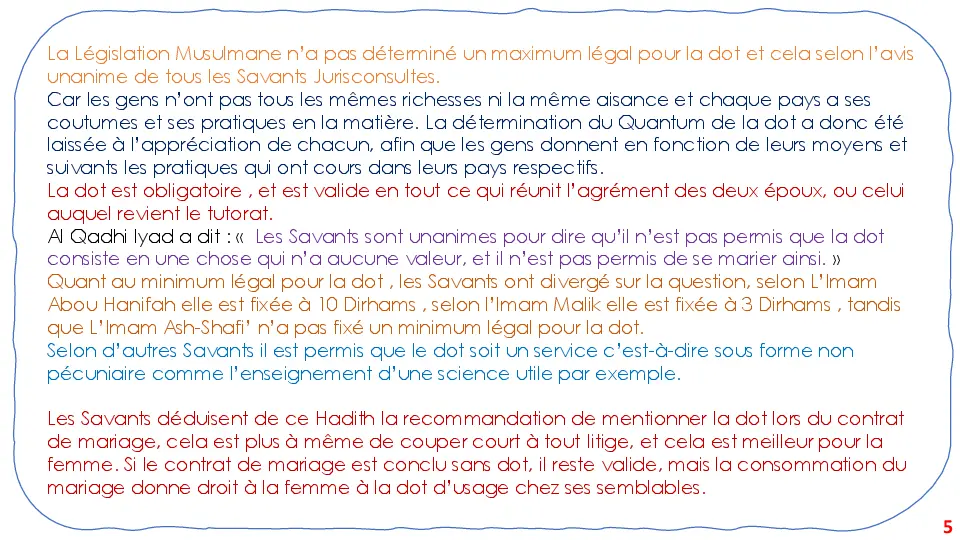 La Législation Musulmane n'a pas déterminé un maximum légal pour la dot et cela selon l'avis
unanime de tous les Savants Jurisconsultes.
Car les gens n'ont pas tous les mêmes richesses ni la même aisance et chaque pays a ses
coutumes et ses pratiques en la matière. La détermination du Quantum de la dot a donc été
laissée à l'appréciation de chacun, afin que les gens donnent en fonction de leurs moyens et
suivants les pratiques qui ont cours dans leurs pays respectifs.
La dot est obligatoire , et est valide en tout ce qui réunit l'agrément des deux époux, ou celui
auquel revient le tutorat.
Al Qadhi Iyad a dit : « Les Savants sont unanimes pour dire qu'il n'est pas permis que la dot
consiste en une chose qui n'a aucune valeur, et il n'est pas permis de se marier ainsi. »
Quant au minimum légal pour la dot , les Savants ont divergé sur la question, selon L'Imam
Abou Hanifah elle est fixée à 10 Dirhams , selon l'Imam Malik elle est fixée à 3 Dirhams , tandis
que L'Imam Ash-Shafi' n'a pas fixé un minimum légal pour la dot.
Selon d'autres Savants il est permis que le dot soit un service c'est-à-dire sous forme non
pécuniaire comme l'enseignement d'une science utile par exemple.
Les Savants déduisent de ce Hadith la recommandation de mentionner la dot lors du contrat
de mariage, cela est plus à même de couper court à tout litige, et cela est meilleur pour la
femme. Si le contrat de mariage est conclu sans dot, il reste valide, mais la consommation du
mariage donne droit à la femme à la dot d'usage chez ses semblables.
5